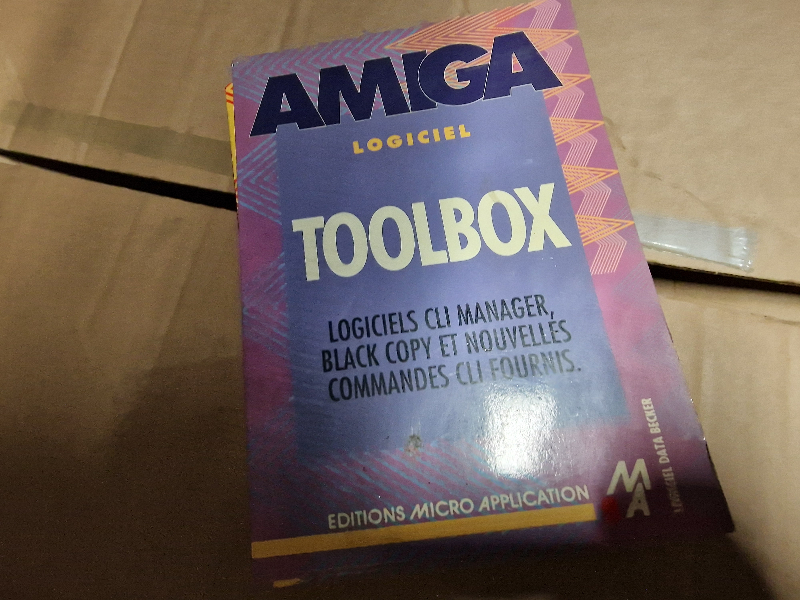 AMIGA
LOGICIEL
TOOLBOX
LOGICIELS CLI MANAGER,
BLACK COPY ET NOUVELLES
COMMANDES CLI FOURNIS.
EDITIONS MICRO APPLICATION
MA
LOGICIEL DATA BECKER